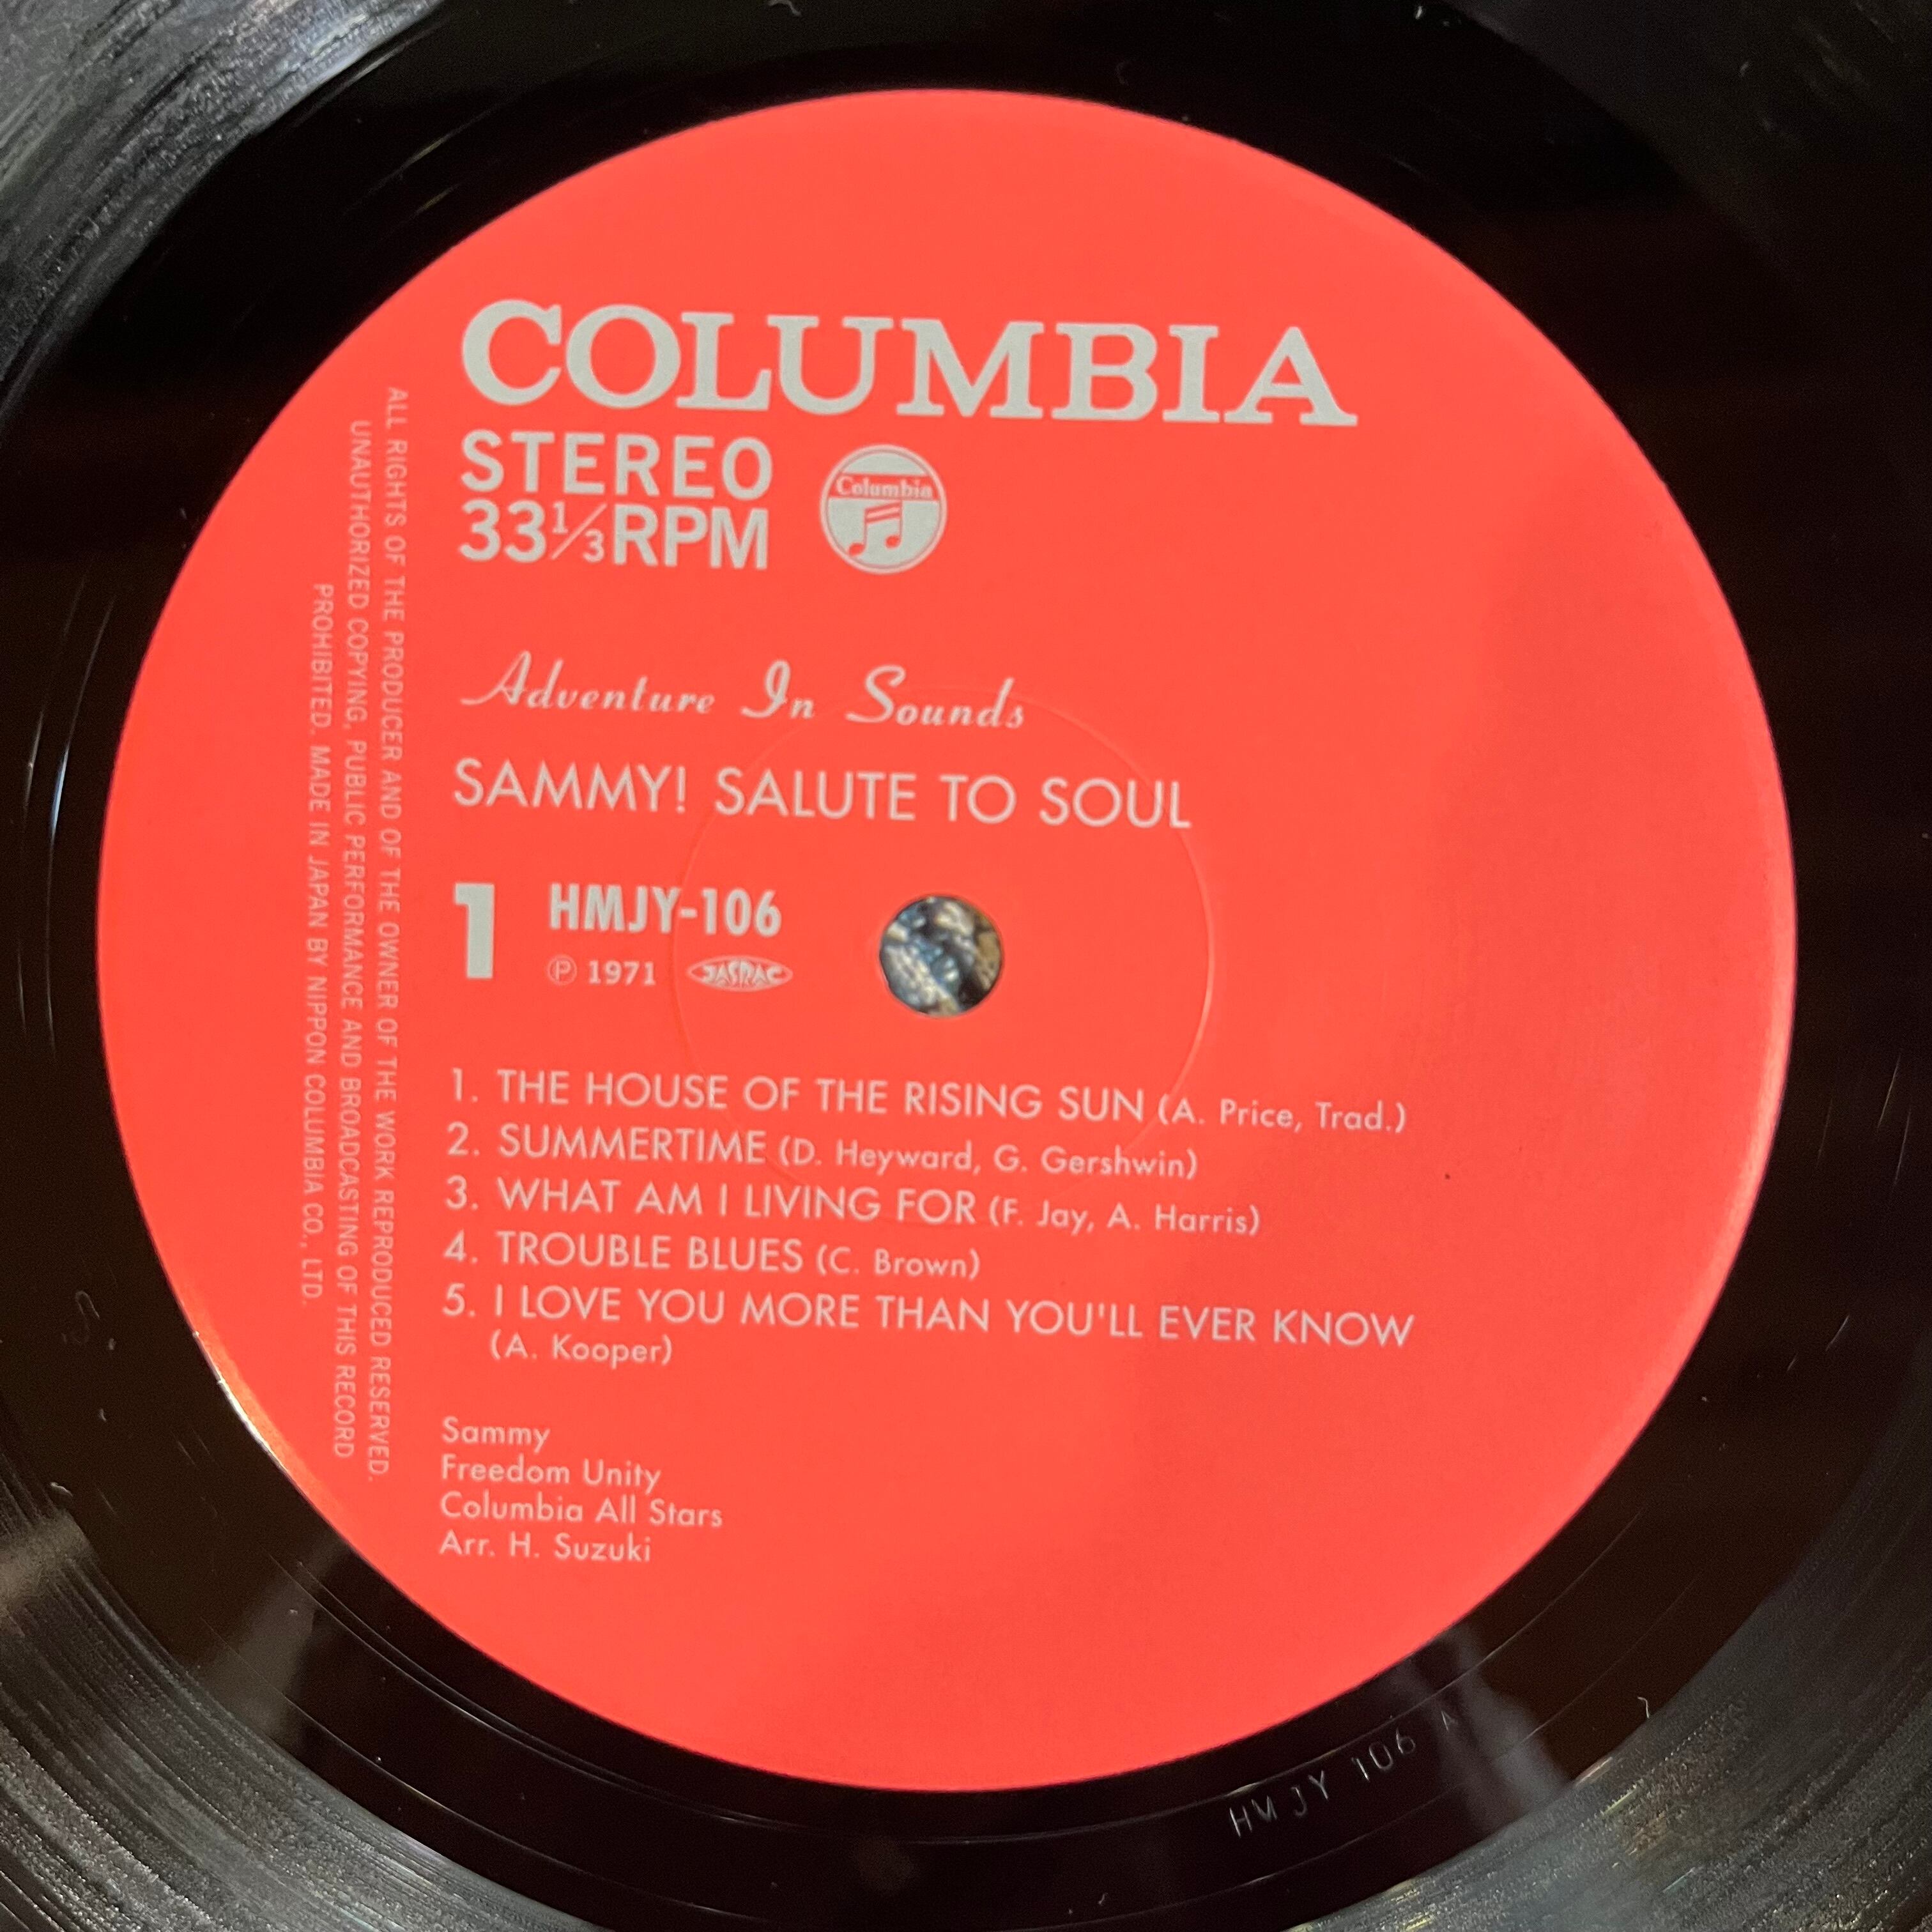 COLUMBIA
STEREO
33 1/3 RPM
Columbia
Adventure In Sounds
SAMMY! SALUTE TO SOUL
1
HMJY-106
Ⓟ 1971
JASRAC
1. THE HOUSE OF THE RISING SUN (A. Price, Trad.)
2. SUMMERTIME (D. Heyward, G. Gershwin)
3. WHAT AM I LIVING FOR (F. Jay, A. Harris)
4. TROUBLE BLUES (C. Brown)
5. I LOVE YOU MORE THAN YOU'LL EVER KNOW
(A. Kooper)
Sammy
Freedom Unity
Columbia All Stars
Arr. H. Suzuki
ALL RIGHTS OF THE PRODUCER AND OF THE OWNER OF THE WORK REPRODUCED RESERVED.
UNAUTHORIZED COPYING, PUBLIC PERFORMANCE AND BROADCASTING OF THIS RECORD
PROHIBITED. MADE IN JAPAN BY NIPPON COLUMBIA CO., LTD.
HMJY 106 A